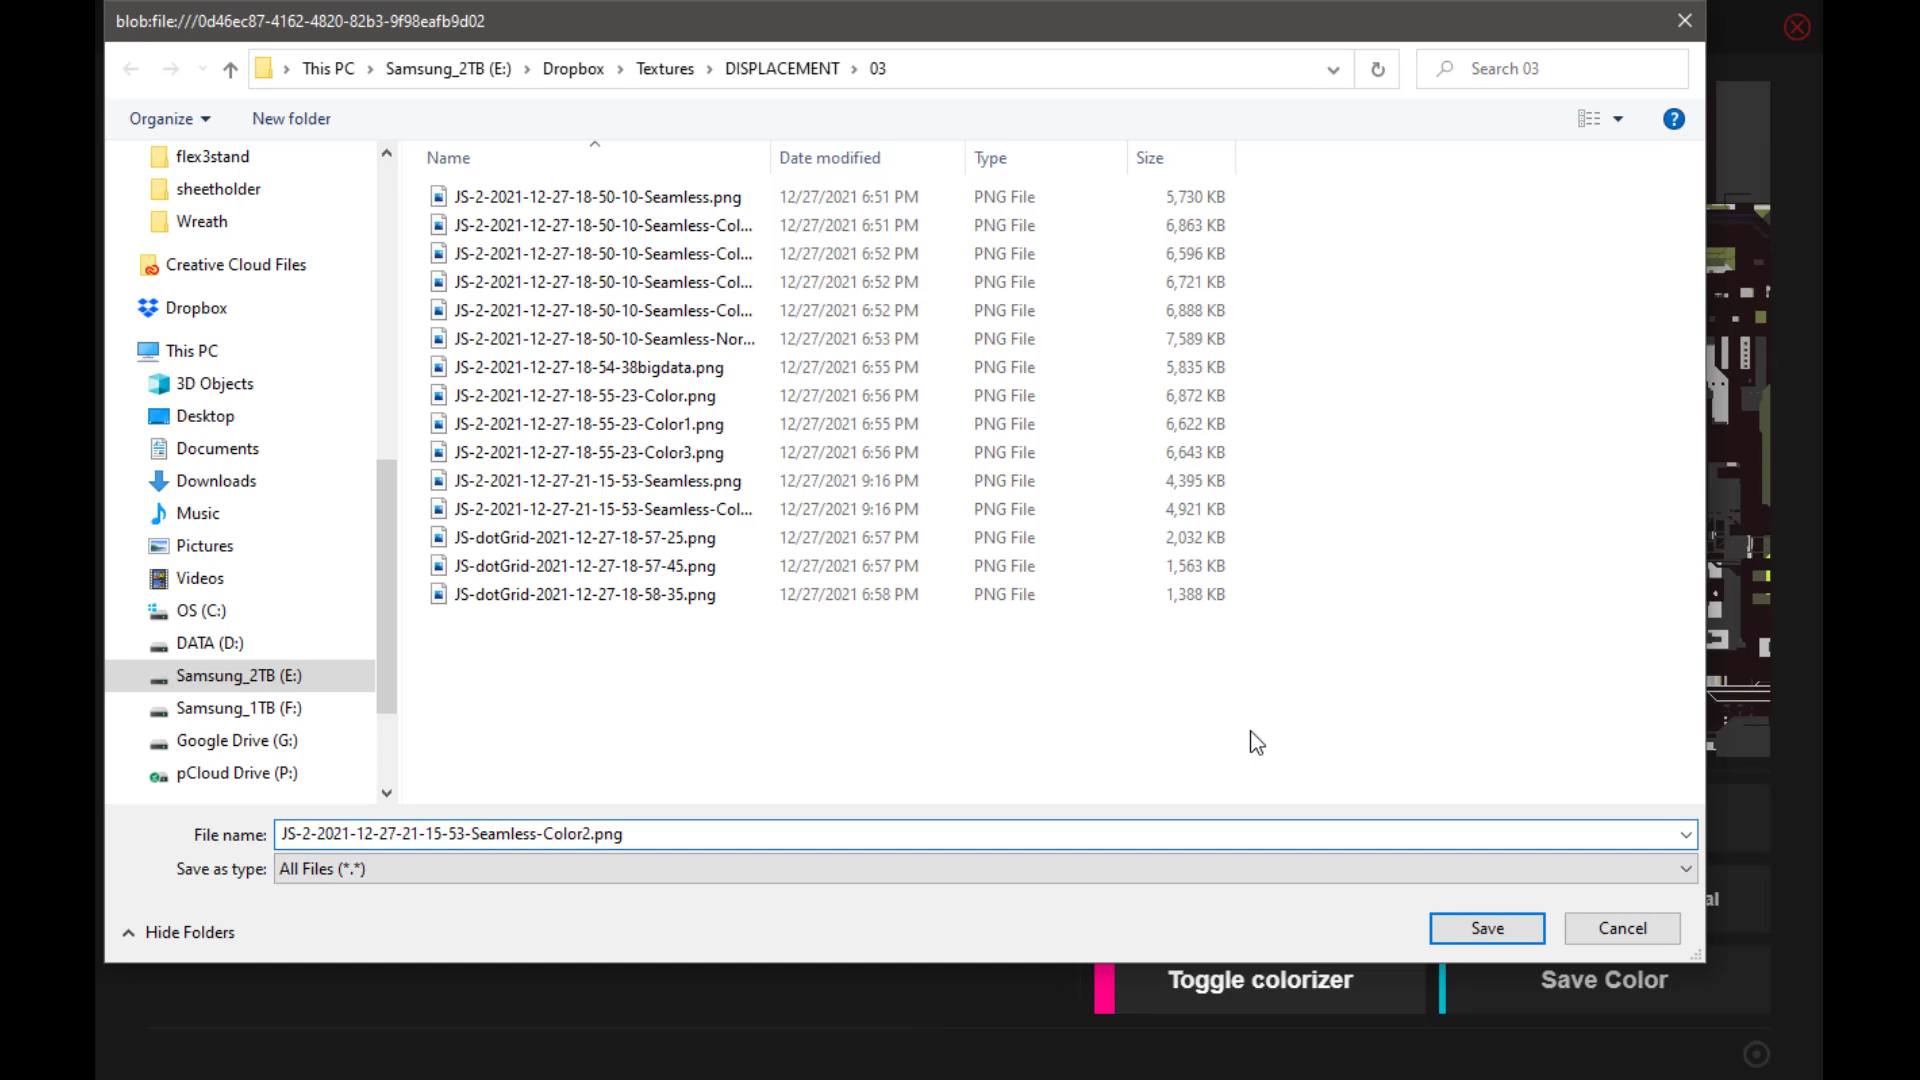 blob:file:///0d46ec87-4162-4820-82b3-9f98eafb9d02
This PC > Samsung_2TB (E:) > Dropbox > Textures > DISPLACEMENT > 03
Search 03
Organize
New folder
flex3stand
sheetholder
Wreath
Creative Cloud Files
Dropbox
This PC
3D Objects
Desktop
Documents
Downloads
Music
Pictures
Videos
OS (C:)
DATA (D:)
Samsung_2TB (E:)
Samsung_1TB (F:)
Google Drive (G:)
pCloud Drive (P:)
Name Date modified Type Size
JS-2-2021-12-27-18-50-10-Seamless.png 12/27/2021 6:51 PM PNG File 5,730 KB
JS-2-2021-12-27-18-50-10-Seamless-Col... 12/27/2021 6:51 PM PNG File 6,863 KB
JS-2-2021-12-27-18-50-10-Seamless-Col... 12/27/2021 6:52 PM PNG File 6,596 KB
JS-2-2021-12-27-18-50-10-Seamless-Col... 12/27/2021 6:52 PM PNG File 6,721 KB
JS-2-2021-12-27-18-50-10-Seamless-Col... 12/27/2021 6:52 PM PNG File 6,888 KB
JS-2-2021-12-27-18-50-10-Seamless-Nor... 12/27/2021 6:53 PM PNG File 7,589 KB
JS-2-2021-12-27-18-54-38bigdata.png 12/27/2021 6:55 PM PNG File 5,835 KB
JS-2-2021-12-27-18-55-23-Color.png 12/27/2021 6:56 PM PNG File 6,872 KB
JS-2-2021-12-27-18-55-23-Color1.png 12/27/2021 6:55 PM PNG File 6,622 KB
JS-2-2021-12-27-18-55-23-Color3.png 12/27/2021 6:56 PM PNG File 6,643 KB
JS-2-2021-12-27-21-15-53-Seamless.png 12/27/2021 9:16 PM PNG File 4,395 KB
JS-2-2021-12-27-21-15-53-Seamless-Col... 12/27/2021 9:16 PM PNG File 4,921 KB
JS-dotGrid-2021-12-27-18-57-25.png 12/27/2021 6:57 PM PNG File 2,032 KB
JS-dotGrid-2021-12-27-18-57-45.png 12/27/2021 6:57 PM PNG File 1,563 KB
JS-dotGrid-2021-12-27-18-58-35.png 12/27/2021 6:58 PM PNG File 1,388 KB
File name: JS-2-2021-12-27-21-15-53-Seamless-Color2.png
Save as type: All Files (*.*)
Hide Folders
Save
Cancel
al
Toggle colorizer
Save Color